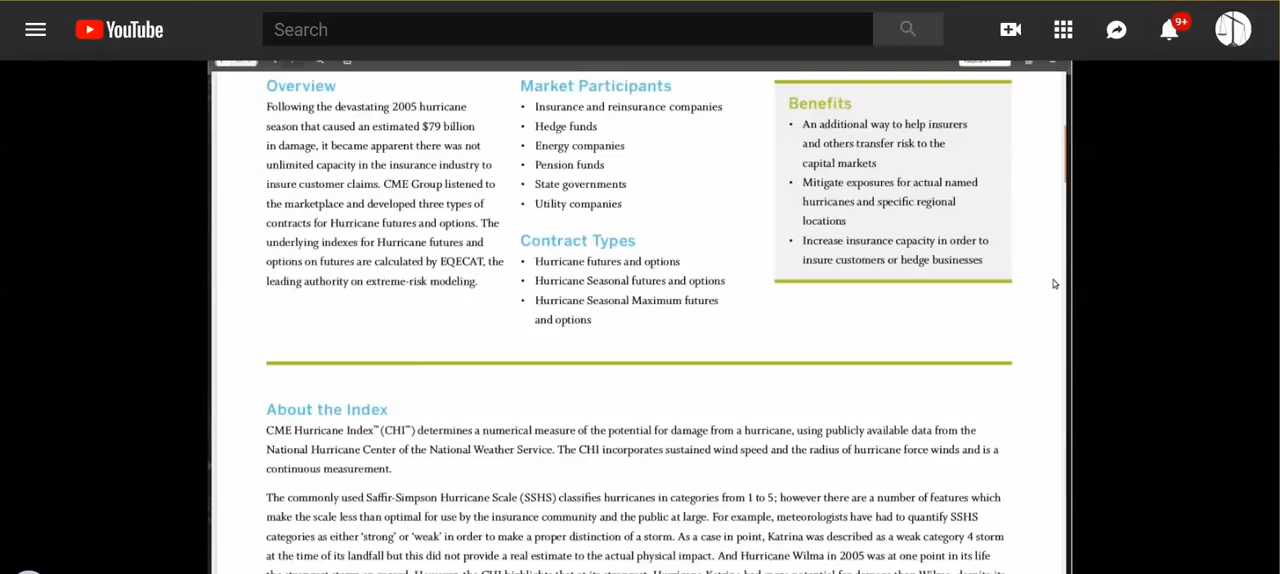 YouTube
Search
9+
Overview
Following the devastating 2005 hurricane
season that caused an estimated $79 billion
in damage, it became apparent there was not
unlimited capacity in the insurance industry to
insure customer claims. CME Group listened to
the marketplace and developed three types of
contracts for Hurricane futures and options. The
underlying indexes for Hurricane futures and
options on futures are calculated by EQECAT, the
leading authority on extreme-risk modeling.
Market Participants
• Insurance and reinsurance companies
• Hedge funds
• Energy companies
• Pension funds
• State governments
• Utility companies
Contract Types
• Hurricane futures and options
• Hurricane Seasonal futures and options
• Hurricane Seasonal Maximum futures
and options
Benefits
• An additional way to help insurers
and others transfer risk to the
capital markets
• Mitigate exposures for actual named
hurricanes and specific regional
locations
• Increase insurance capacity in order to
insure customers or hedge businesses
About the Index
CME Hurricane Index™ (CHI™) determines a numerical measure of the potential for damage from a hurricane, using publicly available data from the
National Hurricane Center of the National Weather Service. The CHI incorporates sustained wind speed and the radius of hurricane force winds and is a
continuous measurement.
The commonly used Saffir-Simpson Hurricane Scale (SSHS) classifies hurricanes in categories from 1 to 5; however there are a number of features which
make the scale less than optimal for use by the insurance community and the public at large. For example, meteorologists have had to quantify SSHS
categories as either 'strong' or 'weak' in order to make a proper distinction of a storm. As a case in point, Katrina was described as a weak category 4 storm
at the time of its landfall but this did not provide a real estimate to the actual physical impact. And Hurricane Wilma in 2005 was at one point in its life